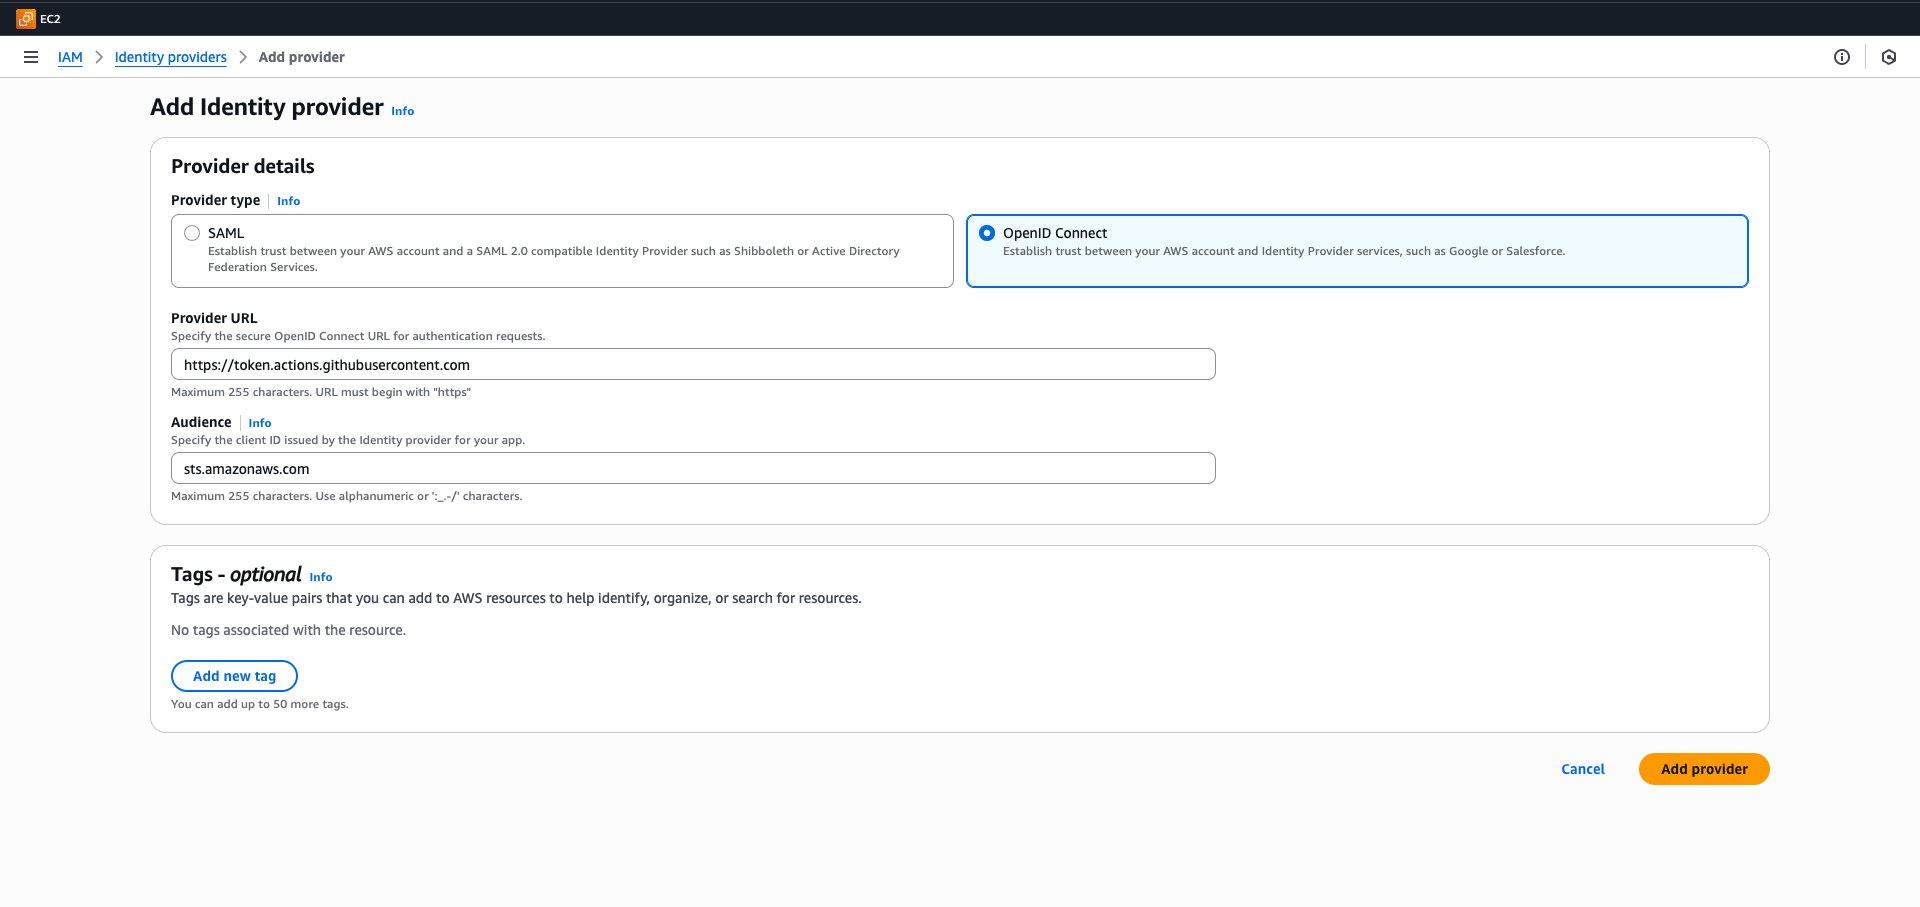 EC2
IAM > Identity providers > Add provider
Add Identity provider Info
Provider details
Provider type Info
SAML
Establish trust between your AWS account and a SAML 2.0 compatible Identity Provider such as Shibboleth or Active Directory
Federation Services.
OpenID Connect
Establish trust between your AWS account and Identity Provider services, such as Google or Salesforce.
Provider URL
Specify the secure OpenID Connect URL for authentication requests.
https://token.actions.githubusercontent.com
Maximum 255 characters. URL must begin with "https"
Audience Info
Specify the client ID issued by the Identity provider for your app.
sts.amazonaws.com
Maximum 255 characters. Use alphanumeric or ':_.-/' characters.
Tags - optional Info
Tags are key-value pairs that you can add to AWS resources to help identify, organize, or search for resources.
No tags associated with the resource.
Add new tag
You can add up to 50 more tags.
Cancel
Add provider